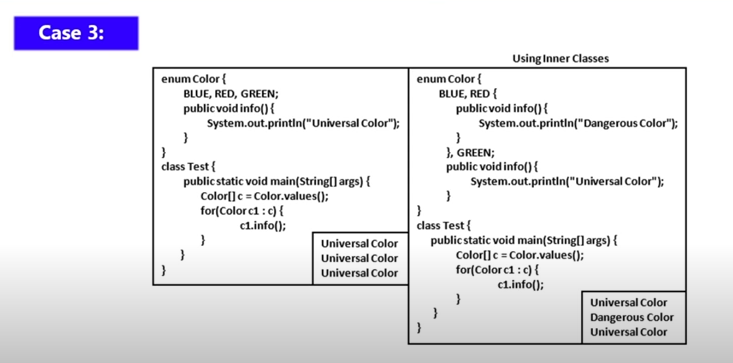 Case 3:
Using Inner Classes
enum Color {
BLUE, RED, GREEN;
public void info() {
System.out.println("Universal Color");
}
}
class Test {
public static void main(String[] args) {
Color[] c = Color.values();
for(Color c1 : c) {
c1.info();
}
}
}
Universal Color
Universal Color
Universal Color
enum Color {
BLUE, RED {
public void info() {
System.out.println("Dangerous Color");
}
}, GREEN;
public void info() {
System.out.println("Universal Color");
}
}
class Test {
public static void main(String[] args) {
Color[] c = Color.values();
for(Color c1 : c) {
c1.info();
}
}
}
Universal Color
Dangerous Color
Universal Color